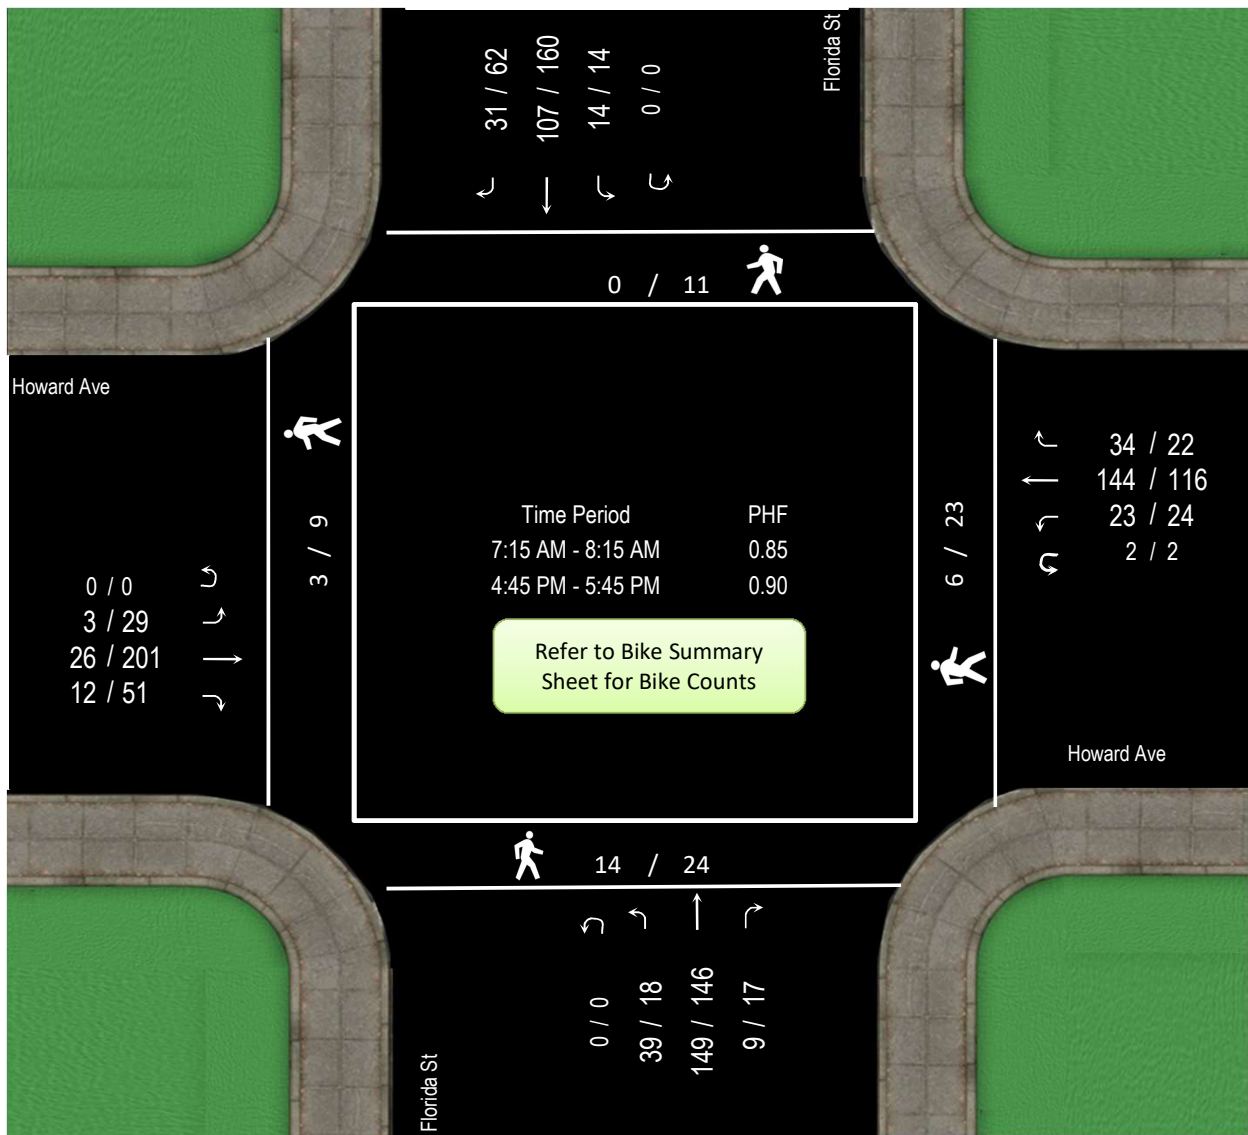 Florida St
31 / 62
107 / 160
14 / 14
0 / 0
0 / 11
Howard Ave
34 / 22
144 / 116
23 / 24
2 / 2
3 / 9
6 / 23
Time Period PHF
7:15 AM - 8:15 AM 0.85
4:45 PM - 5:45 PM 0.90
0 / 0
3 / 29
26 / 201
12 / 51
Refer to Bike Summary
Sheet for Bike Counts
Howard Ave
14 / 24
0 / 0
39 / 18
149 / 146
9 / 17
Florida St